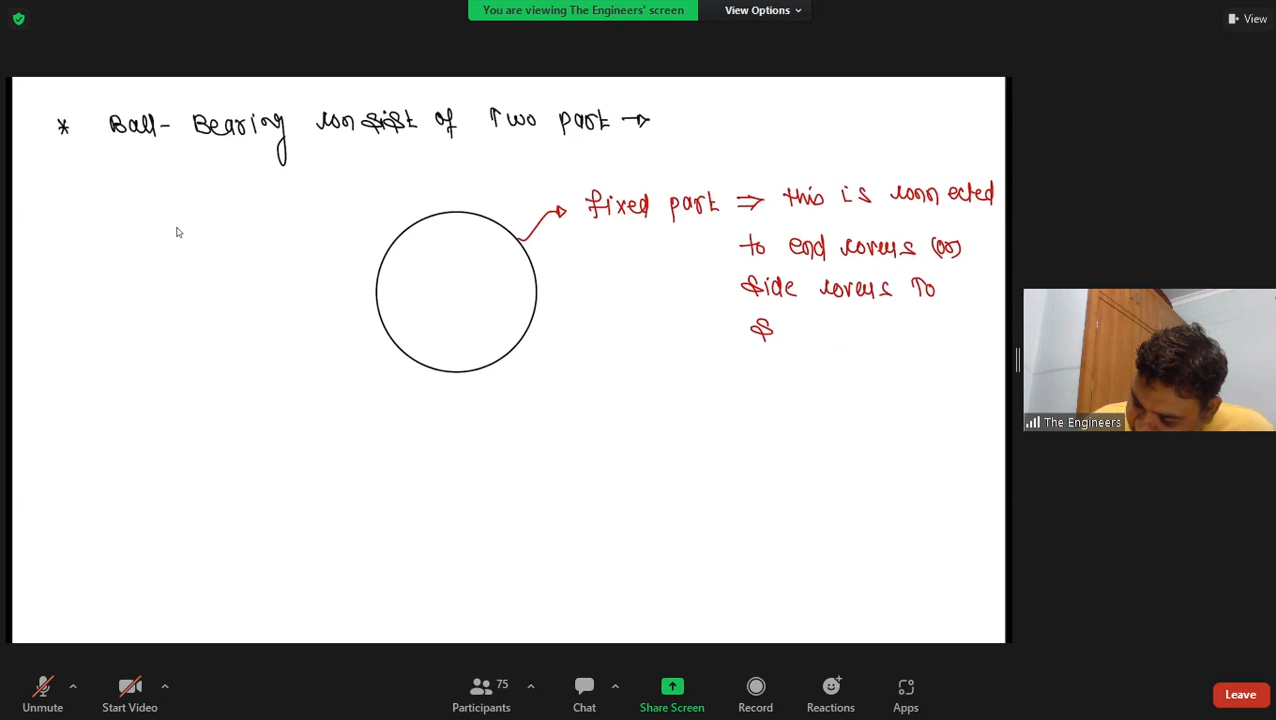 You are viewing The Engineers' screen
View Options
View
* Ball-Bearing consist of Two part →
fixed part ⇒ this is connected
to end covers (or)
side covers To
S
The Engineers
Unmute
Start Video
75
Participants
Chat
Share Screen
Record
Reactions
Apps
Leave